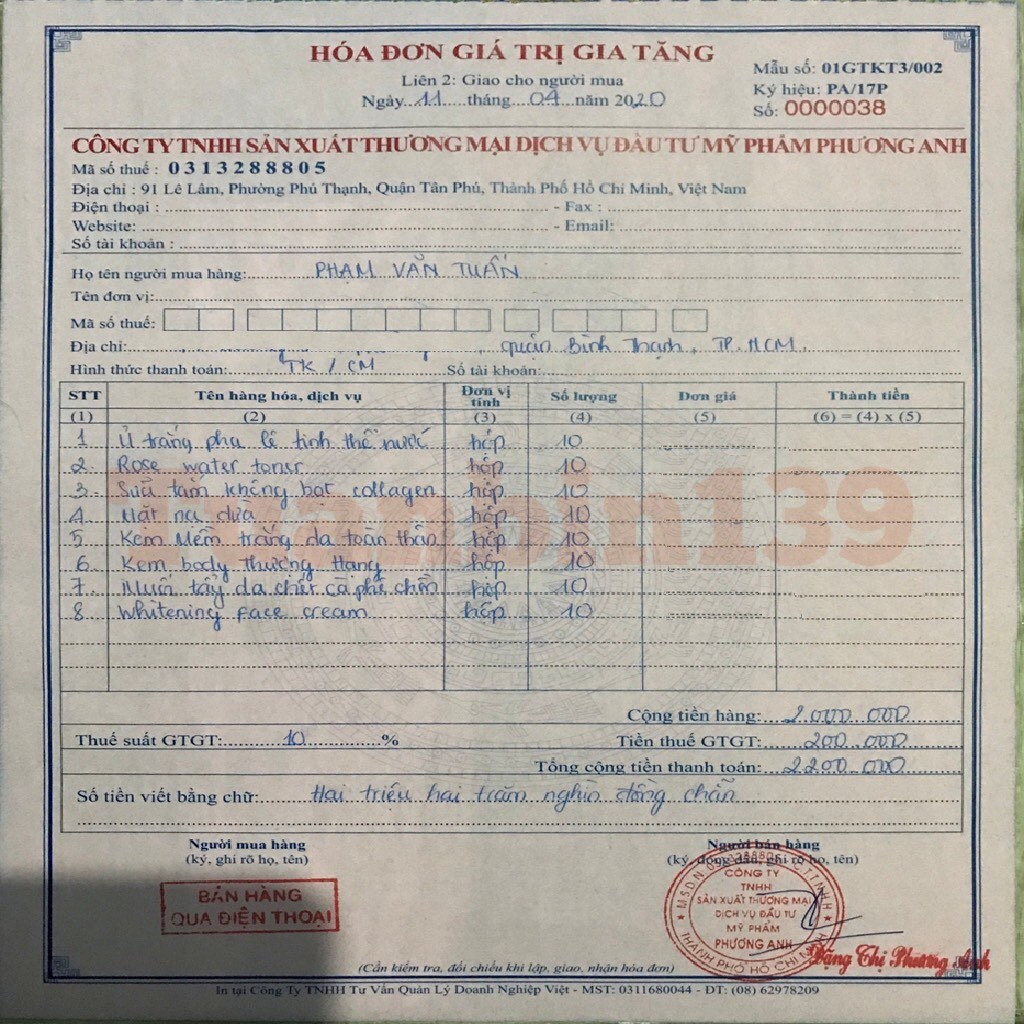 HÓA ĐƠN GIÁ TRỊ GIA TĂNG
Liên 2: Giao cho người mua
Ngày 11 tháng 04 năm 2020
Mẫu số: 01GTKT3/002
Ký hiệu: PA/17P
Số: 0000038
CÔNG TY TNHH SẢN XUẤT THƯƠNG MẠI DỊCH VỤ ĐẦU TƯ MỸ PHẨM PHƯƠNG ANH
Mã số thuế : 0313288805
Địa chỉ : 91 Lê Lâm, Phường Phú Thạnh, Quận Tân Phú, Thành Phố Hồ Chí Minh, Việt Nam
Điện thoại : - Fax :
Website: - Email:
Số tài khoản :
Họ tên người mua hàng: PHẠM VĂN TUẤN
Tên đơn vị:
Mã số thuế:
Địa chỉ: , quận Bình Thạnh, TP.HCM.
Hình thức thanh toán: TK / CM Số tài khoản:
STT Tên hàng hóa, dịch vụ Đơn vị tính Số lượng Đơn giá Thành tiền
(1) (2) (3) (4) (5) (6) = (4) x (5)
1 Ủ trắng pha lê tinh thể nước hộp 10
2 Rose water toner hộp 10
3 Sữa tắm không bọt collagen hộp 10
4 Mặt nạ dừa hộp 10
5 Kem Mềm trắng da toàn thân hộp 10
6 Kem body thượng Hạng hộp 10
7 Muối tẩy da chết cà phê hộp 10
8 Whitening face cream hộp 10
Cộng tiền hàng: 2.000.000
Thuế suất GTGT: 10 % Tiền thuế GTGT: 200.000
Tổng cộng tiền thanh toán: 2.200.000
Số tiền viết bằng chữ: Hai triệu hai trăm nghìn đồng chẵn
Người mua hàng
(ký, ghi rõ họ, tên)
Người bán hàng
(ký, đóng dấu, ghi rõ họ, tên)
BÁN HÀNG
QUA ĐIỆN THOẠI
CÔNG TY
TNHH
SẢN XUẤT THƯƠNG MẠI
DỊCH VỤ ĐẦU TƯ
MỸ PHẨM
PHƯƠNG ANH
THÀNH PHỐ HỒ CHÍ MINH
Đặng Thị Phương Anh
(Cần kiểm tra, đối chiếu khi lập, giao, nhận hóa đơn)
In tại Công Ty TNHH Tư Vấn Quản Lý Doanh Nghiệp Việt - MST: 0311680044 - ĐT: (08) 62978209